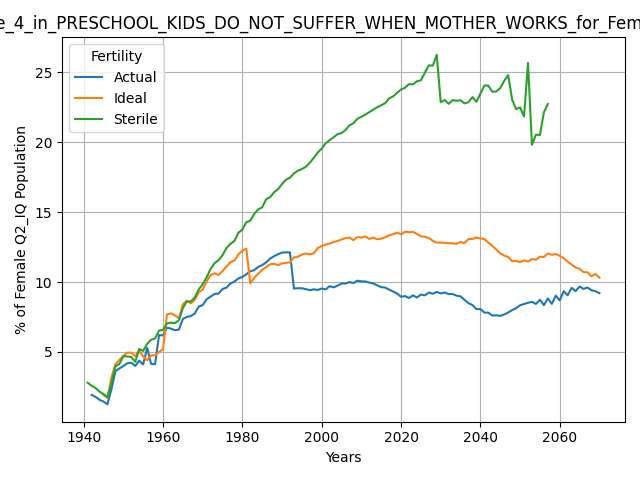 e_4_in_PRESCHOOL_KIDS_DO_NOT_SUFFER_WHEN_MOTHER_WORKS_for_Fem
Fertility
Actual
Ideal
Sterile
% of Female Q2_IQ Population
25
20
15
10
5
1940 1960 1980 2000 2020 2040 2060
Years